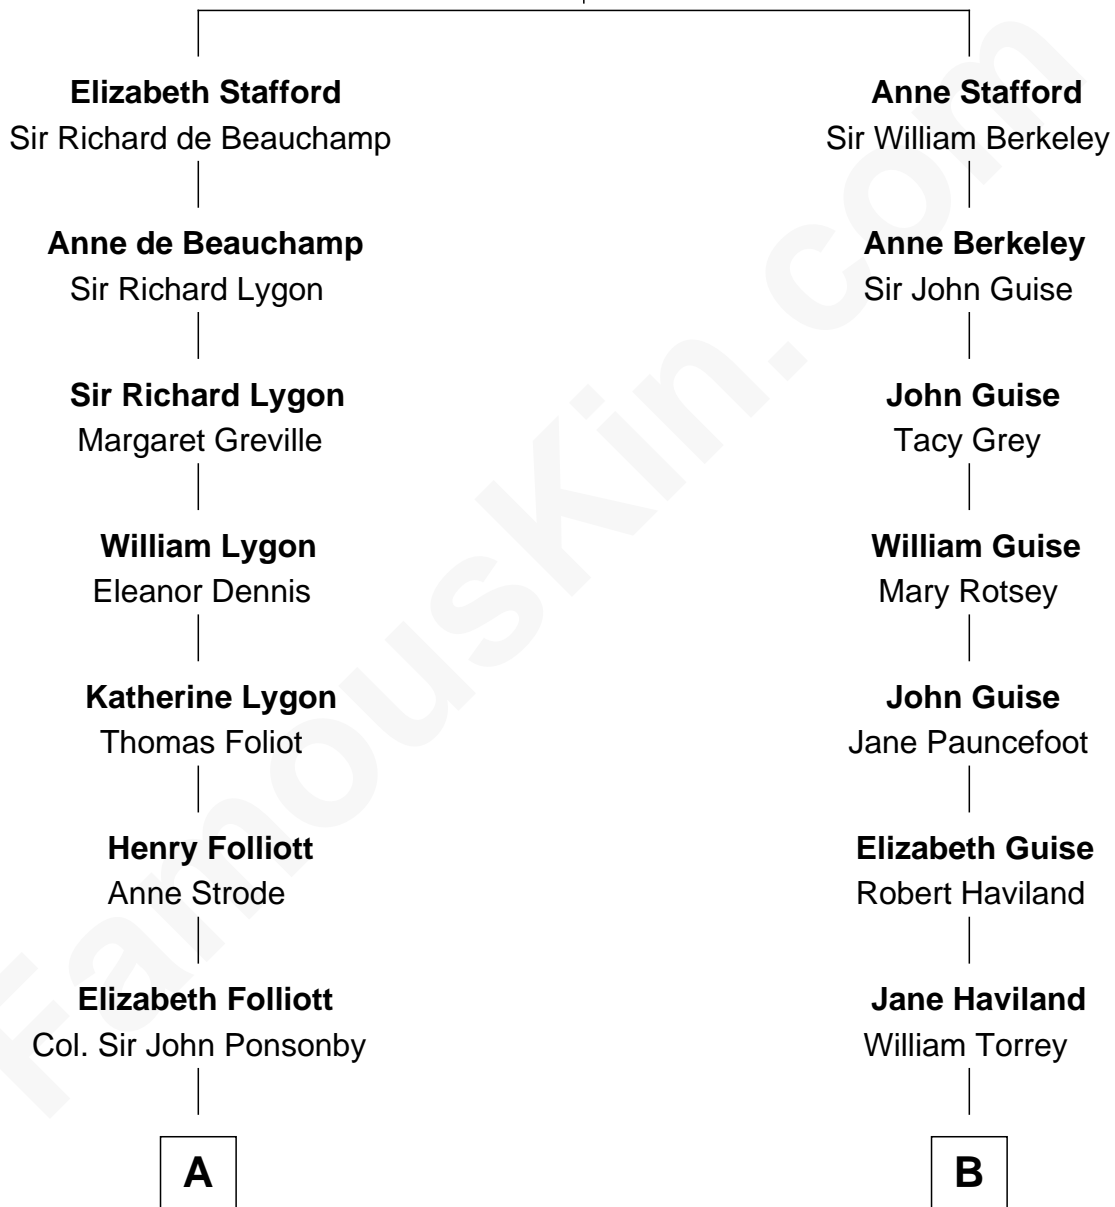 Elizabeth Stafford
Sir Richard de Beauchamp
Anne Stafford
Sir William Berkeley
Anne de Beauchamp
Sir Richard Lygon
Anne Berkeley
Sir John Guise
Sir Richard Lygon
Margaret Greville
John Guise
Tacy Grey
William Lygon
Eleanor Dennis
William Guise
Mary Rotsey
Katherine Lygon
Thomas Foliot
John Guise
Jane Pauncefoot
Henry Folliott
Anne Strode
Elizabeth Guise
Robert Haviland
Elizabeth Folliott
Col. Sir John Ponsonby
Jane Haviland
William Torrey
A
B
FamousKin.com